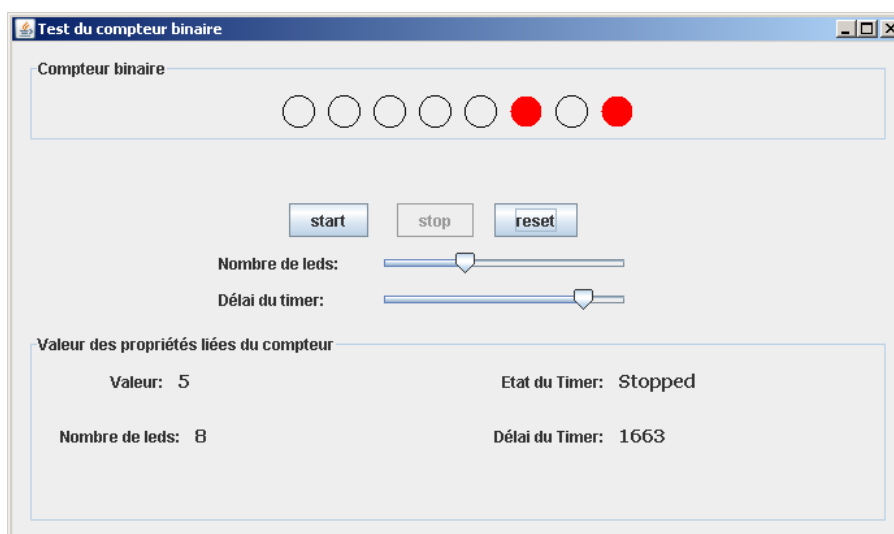 Test du compteur binaire
Compteur binaire
start stop reset
Nombre de leds:
Délai du timer:
Valeur des propriétés liées du compteur
Valeur: 5 Etat du Timer: Stopped
Nombre de leds: 8 Délai du Timer: 1663